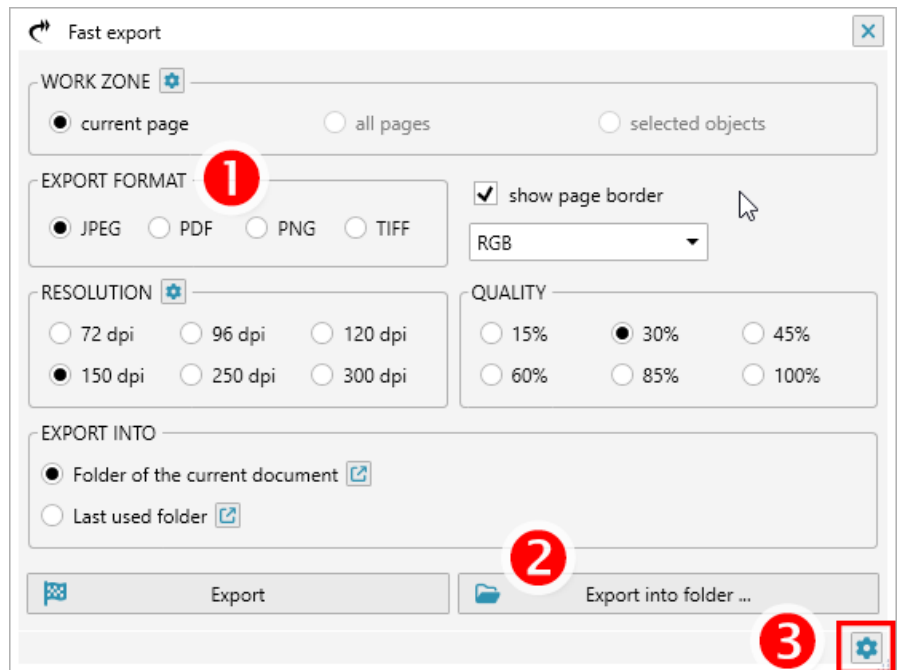 Fast export
WORK ZONE
current page all pages selected objects
EXPORT FORMAT 1
show page border
JPEG PDF PNG TIFF
RGB
RESOLUTION
QUALITY
72 dpi 96 dpi 120 dpi
15% 30% 45%
150 dpi 250 dpi 300 dpi
60% 85% 100%
EXPORT INTO
Folder of the current document
Last used folder
2
Export
Export into folder ...
3